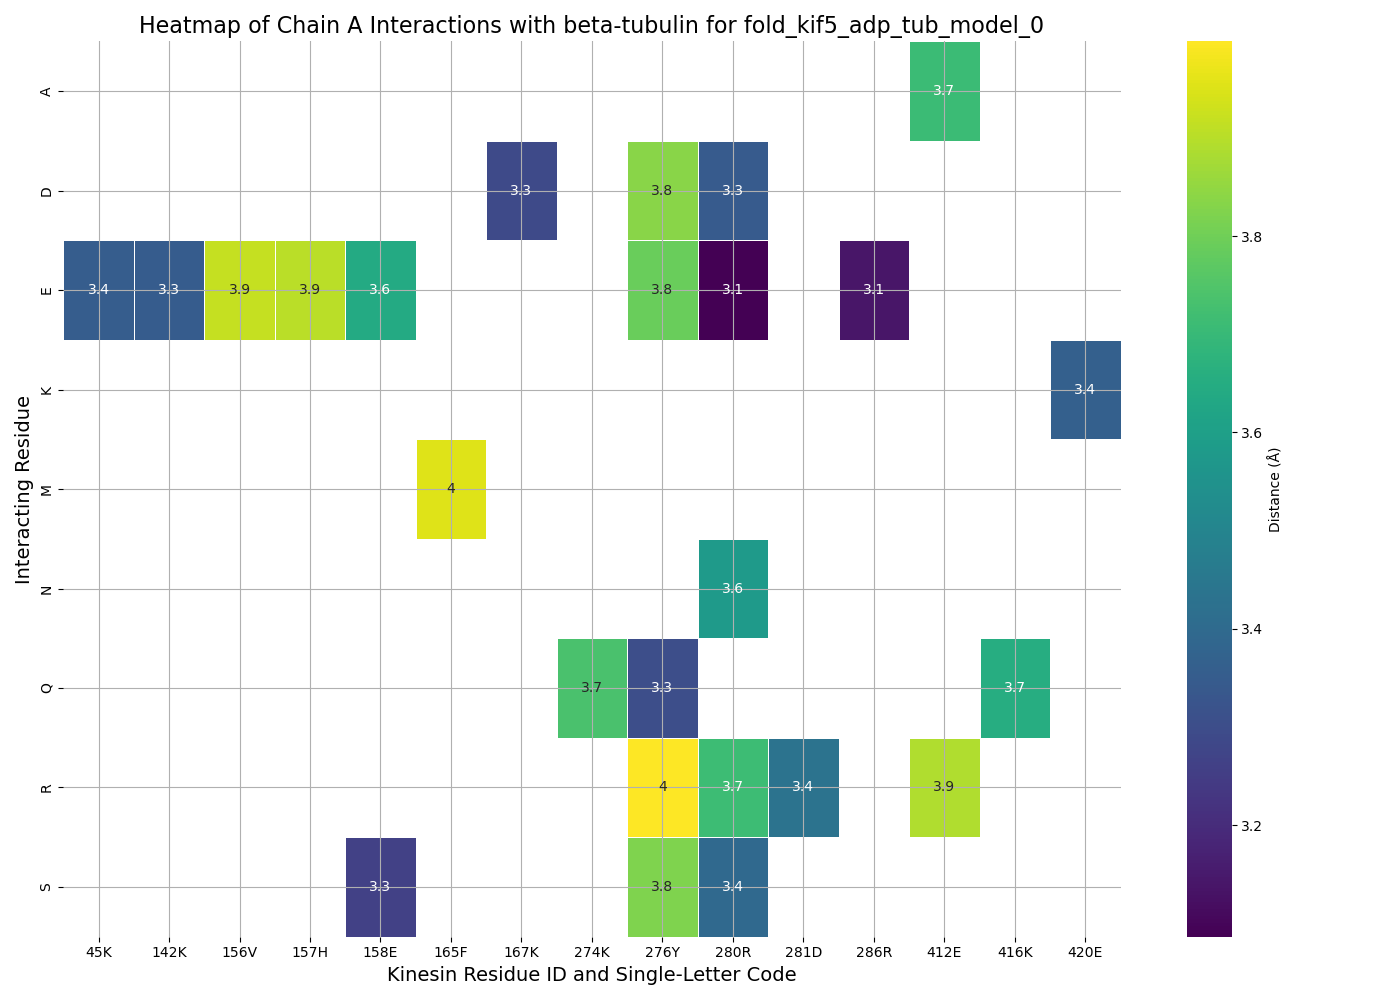 Heatmap of Chain A Interactions with beta-tubulin for fold_kif5_adp_tub_model_0
Interacting Residue
A 3.7
D 3.3 3.8 3.3
E 3.4 3.3 3.9 3.9 3.6 3.8 3.1 3.1
K 3.4
M 4
N 3.6
Q 3.7 3.3 3.7
R 4 3.7 3.4 3.9
S 3.3 3.8 3.4
45K 142K 156V 157H 158E 165F 167K 274K 276Y 280R 281D 286R 412E 416K 420E
Kinesin Residue ID and Single-Letter Code
3.8
3.6
3.4
3.2
Distance (Å)